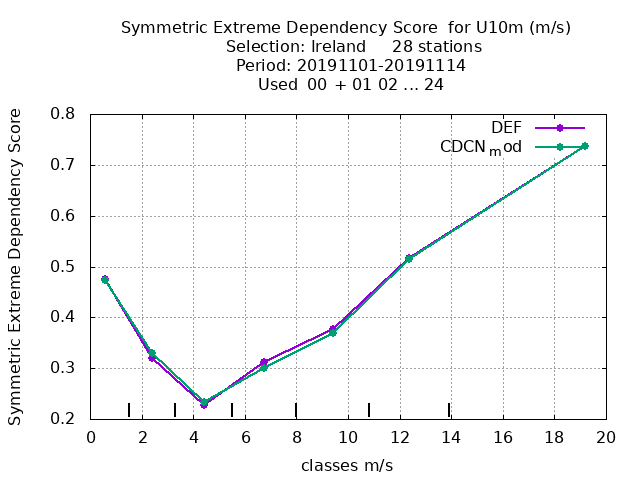 Symmetric Extreme Dependency Score for U10m (m/s)
Selection: Ireland 28 stations
Period: 20191101-20191114
Used 00 + 01 02 ... 24
DEF
CDCNmod
Symmetric Extreme Dependency Score
0.8
0.7
0.6
0.5
0.4
0.3
0.2
0 2 4 6 8 10 12 14 16 18 20
classes m/s